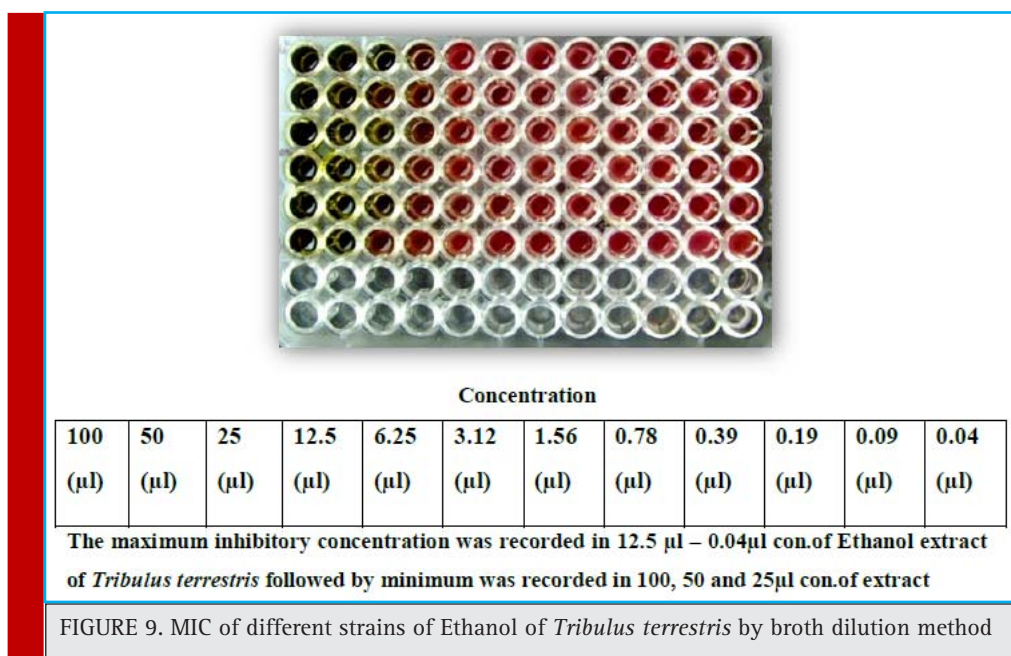 Concentration
100 50 25 12.5 6.25 3.12 1.56 0.78 0.39 0.19 0.09 0.04
(µl) (µl) (µl) (µl) (µl) (µl) (µl) (µl) (µl) (µl) (µl) (µl)
The maximum inhibitory concentration was recorded in 12.5 µl – 0.04µl con.of Ethanol extract
of Tribulus terrestris followed by minimum was recorded in 100, 50 and 25µl con.of extract
FIGURE 9. MIC of different strains of Ethanol of Tribulus terrestris by broth dilution method